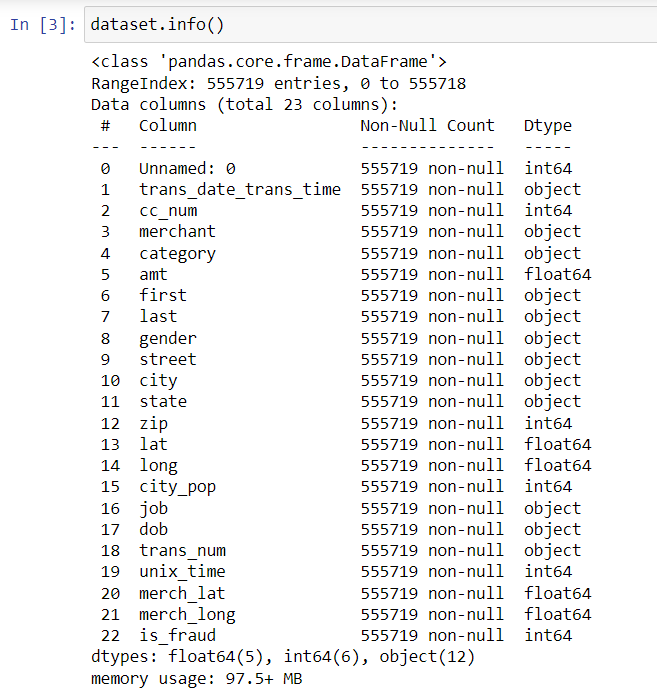 In [3]: dataset.info()
<class 'pandas.core.frame.DataFrame'>
RangeIndex: 555719 entries, 0 to 555718
Data columns (total 23 columns):
 #   Column                 Non-Null Count   Dtype
---  ------                 --------------   -----
 0   Unnamed: 0             555719 non-null  int64
 1   trans_date_trans_time  555719 non-null  object
 2   cc_num                 555719 non-null  int64
 3   merchant               555719 non-null  object
 4   category               555719 non-null  object
 5   amt                    555719 non-null  float64
 6   first                  555719 non-null  object
 7   last                   555719 non-null  object
 8   gender                 555719 non-null  object
 9   street                 555719 non-null  object
 10  city                   555719 non-null  object
 11  state                  555719 non-null  object
 12  zip                    555719 non-null  int64
 13  lat                    555719 non-null  float64
 14  long                   555719 non-null  float64
 15  city_pop               555719 non-null  int64
 16  job                    555719 non-null  object
 17  dob                    555719 non-null  object
 18  trans_num              555719 non-null  object
 19  unix_time              555719 non-null  int64
 20  merch_lat              555719 non-null  float64
 21  merch_long             555719 non-null  float64
 22  is_fraud               555719 non-null  int64
dtypes: float64(5), int64(6), object(12)
memory usage: 97.5+ MB